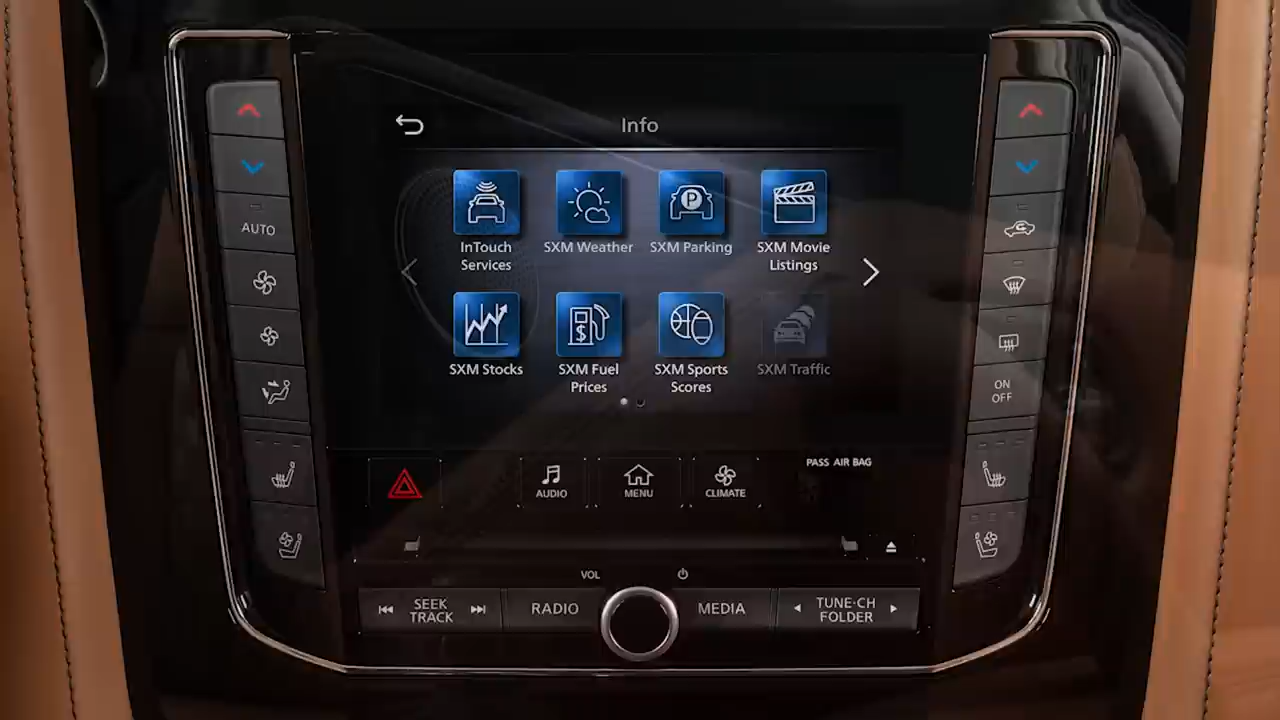 Info
InTouch
Services
SXM Weather
SXM Parking
SXM Movie
Listings
SXM Stocks
SXM Fuel
Prices
SXM Sports
Scores
SXM Traffic
AUTO
ON
OFF
PASS AIR BAG
AUDIO
MENU
CLIMATE
VOL
SEEK
TRACK
RADIO
MEDIA
TUNE·CH
FOLDER